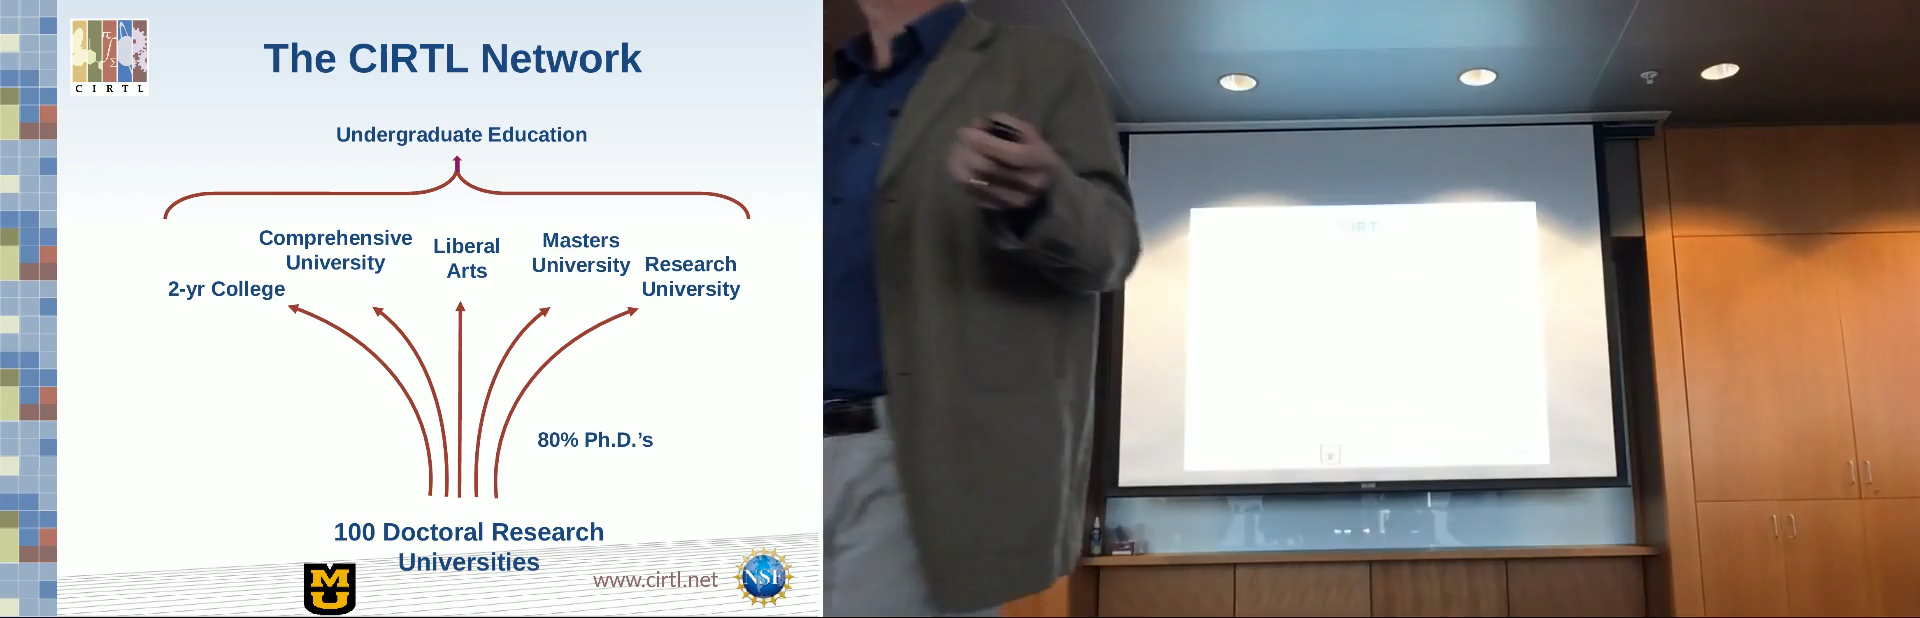 The CIRTL Network
CIRTL
Undergraduate Education
Comprehensive
University
Liberal
Arts
Masters
University
Research
University
2-yr College
80% Ph.D.’s
100 Doctoral Research
Universities
MU
www.cirtl.net
NSF